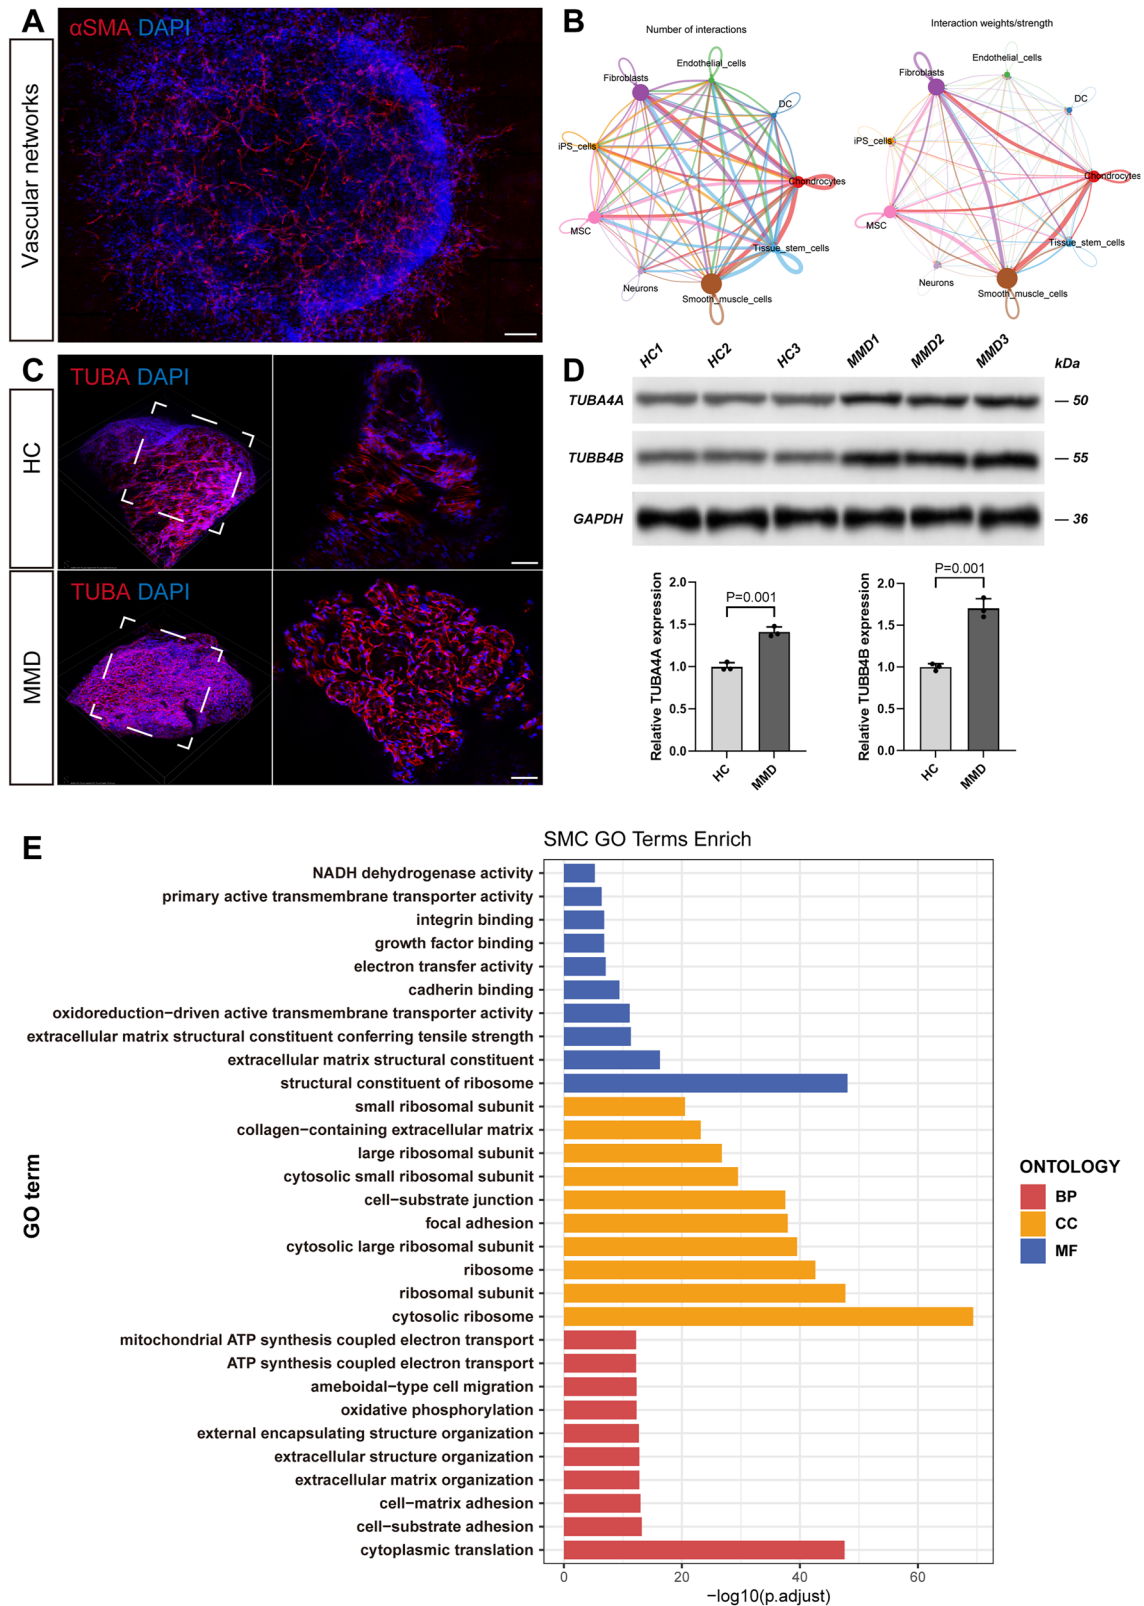 A
αSMA DAPI
Vascular networks
B
Number of interactions
Interaction weights/strength
Endothelial_cells
Fibroblasts
DC
iPS_cells
Chondrocytes
MSC
Tissue_stem_cells
Neurons
Smooth_muscle_cells
Endothelial_cells
Fibroblasts
DC
iPS_cells
Chondrocytes
MSC
Tissue_stem_cells
Neurons
Smooth_muscle_cells
C
TUBA DAPI
HC
TUBA DAPI
MMD
D
HC1 HC2 HC3 MMD1 MMD2 MMD3 kDa
TUBA4A — 50
TUBB4B — 55
GAPDH — 36
Relative TUBA4A expression
2.0
1.5
1.0
0.5
0.0
P=0.001
HC MMD
Relative TUBB4B expression
2.0
1.5
1.0
0.5
0.0
P=0.001
HC MMD
E
SMC GO Terms Enrich
GO term
NADH dehydrogenase activity
primary active transmembrane transporter activity
integrin binding
growth factor binding
electron transfer activity
cadherin binding
oxidoreduction−driven active transmembrane transporter activity
extracellular matrix structural constituent conferring tensile strength
extracellular matrix structural constituent
structural constituent of ribosome
small ribosomal subunit
collagen−containing extracellular matrix
large ribosomal subunit
cytosolic small ribosomal subunit
cell−substrate junction
focal adhesion
cytosolic large ribosomal subunit
ribosome
ribosomal subunit
cytosolic ribosome
mitochondrial ATP synthesis coupled electron transport
ATP synthesis coupled electron transport
ameboidal−type cell migration
oxidative phosphorylation
external encapsulating structure organization
extracellular structure organization
extracellular matrix organization
cell−matrix adhesion
cell−substrate adhesion
cytoplasmic translation
0 20 40 60
−log10(p.adjust)
ONTOLOGY
BP
CC
MF